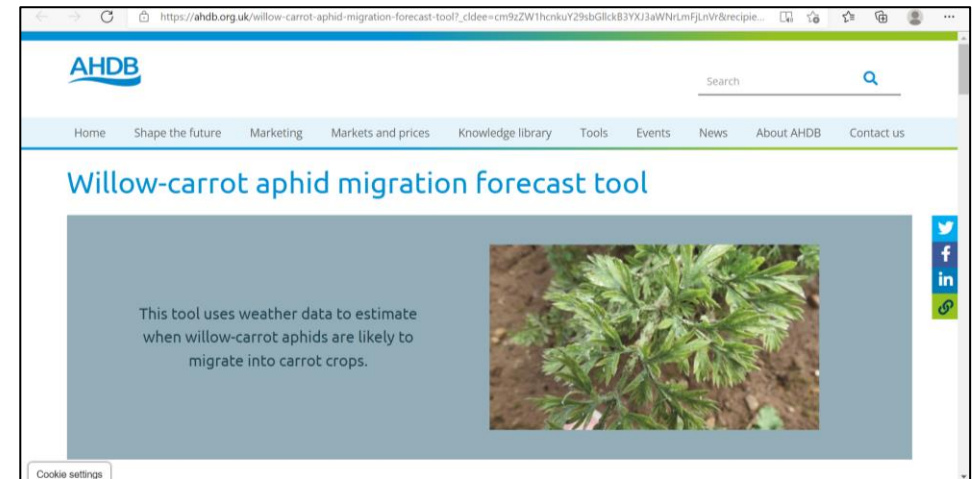 https://ahdb.org.uk/willow-carrot-aphid-migration-forecast-tool?_cldee=cm9zZW1hcnkuY29sbGllckB3YXJ3aWNrLmFjLnVr&recipie...
AHDB
Search
Home Shape the future Marketing Markets and prices Knowledge library Tools Events News About AHDB Contact us
Willow-carrot aphid migration forecast tool
This tool uses weather data to estimate
when willow-carrot aphids are likely to
migrate into carrot crops.
Cookie settings